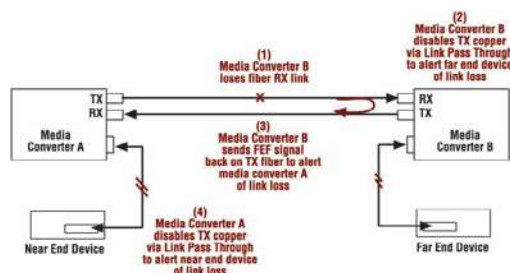 (1)
Media Converter B
loses fiber RX link
(2)
Media Converter B
disables TX copper
via Link Pass Through
to alert far end device
of link loss
TX
RX
Media
Converter A
RX
TX
Media
Converter B
(3)
Media Converter B
sends FEF signal
back on TX fiber to alert
media converter A
of link loss
(4)
Media Converter A
disables TX copper
via Link Pass Through
to alert near end device
of link loss
Near End Device
Far End Device